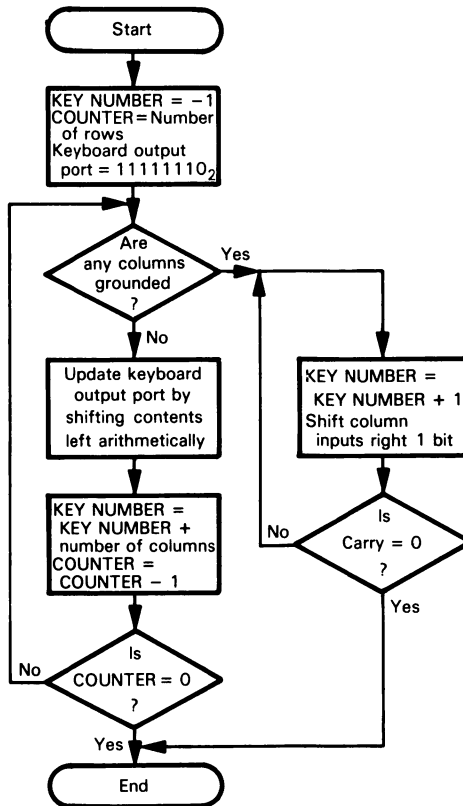 Start
KEY NUMBER = -1
COUNTER=Number
of rows
Keyboard output
port = 11111110₂
Are
any columns
grounded
?
Yes
No
Update keyboard
output port by
shifting contents
left arithmetically
KEY NUMBER =
KEY NUMBER + 1
Shift column
inputs right 1 bit
KEY NUMBER =
KEY NUMBER +
number of columns
COUNTER =
COUNTER - 1
Is
Carry = 0
?
No
Yes
Is
COUNTER = 0
?
No
Yes
End